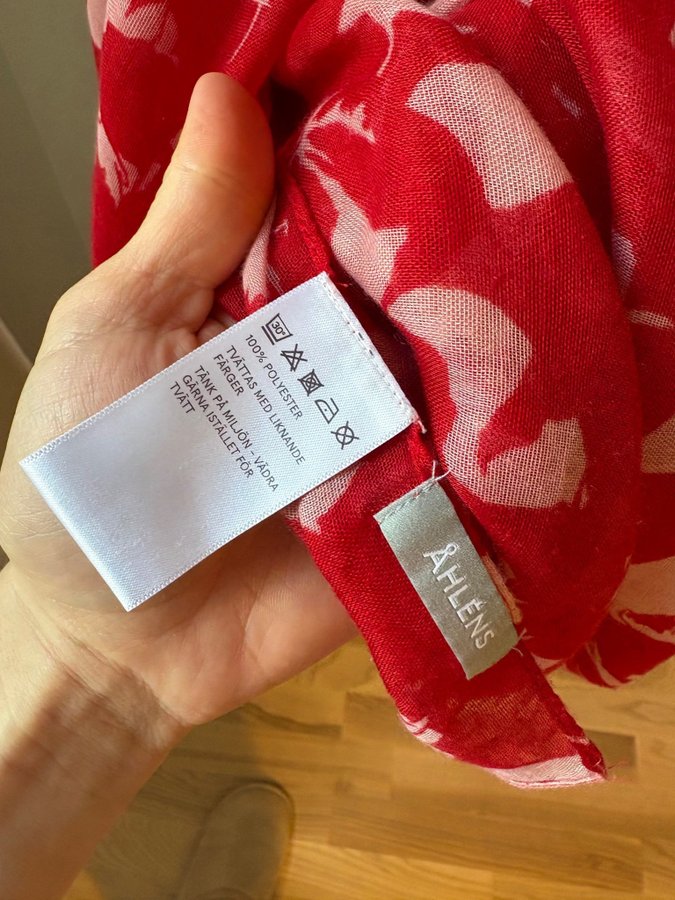 30°
100% POLYESTER
TVÄTTAS MED LIKNANDE
FÄRGER
TÄNK PÅ MILJÖN - VÄDRA
GÄRNA ISTÄLLET FÖR
TVÄTT
ÅHLÉNS